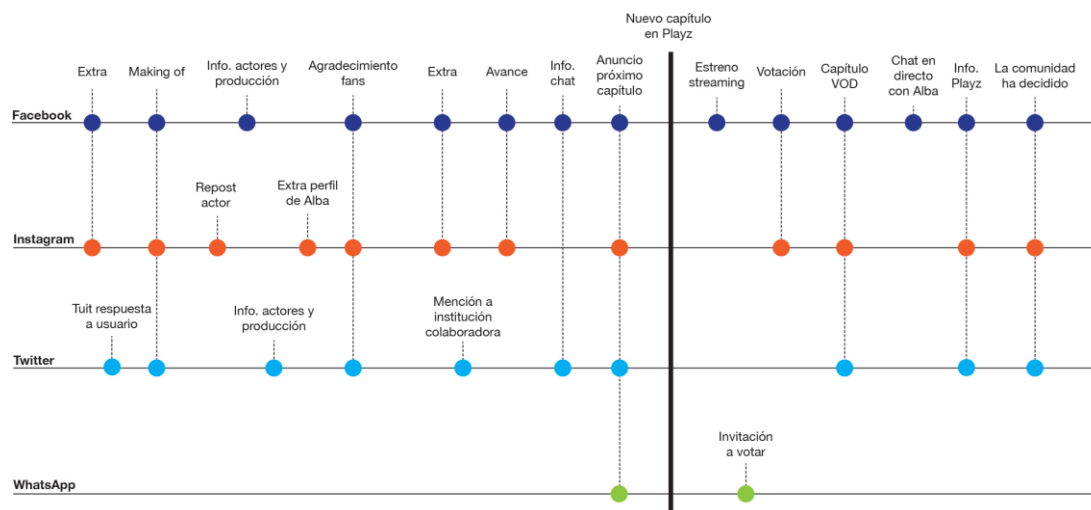 Nuevo capítulo
en Playz
Extra
Making of
Info. actores y
producción
Agradecimiento
fans
Extra
Avance
Info.
chat
Anuncio
próximo
capítulo
Estreno
streaming
Votación
Capítulo
VOD
Chat en
directo
con Alba
Info.
Playz
La comunidad
ha decidido
Facebook
Repost
actor
Extra perfil
de Alba
Instagram
Tuit respuesta
a usuario
Info. actores y
producción
Mención a
institución
colaboradora
Twitter
Invitación
a votar
WhatsApp